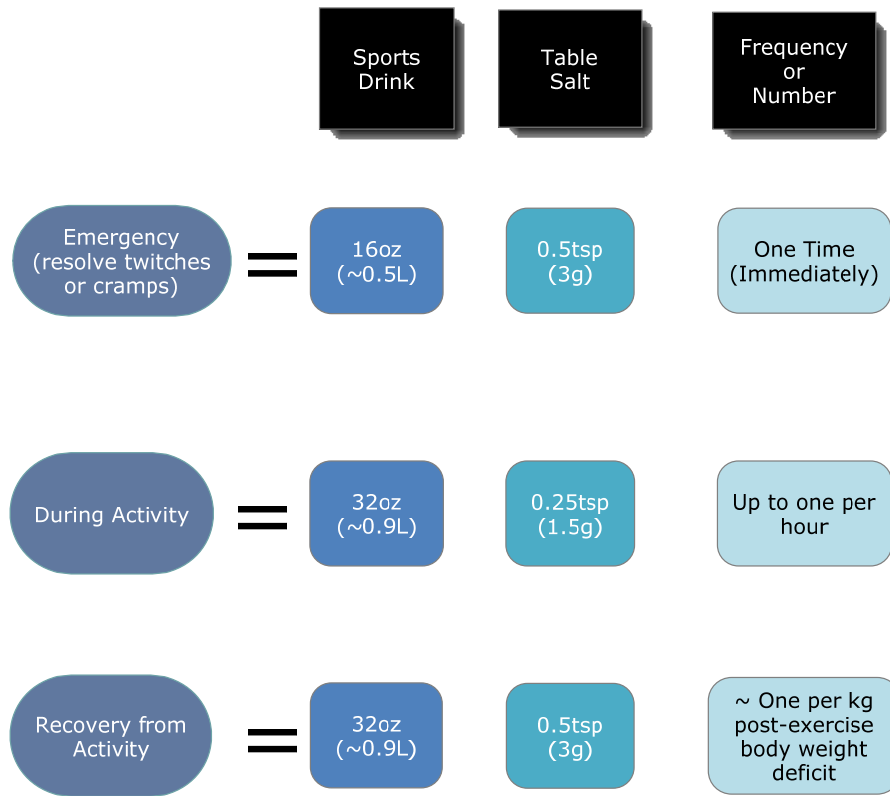 Sports
Drink
Table
Salt
Frequency
or
Number
Emergency
(resolve twitches
or cramps)
=
16oz
(~0.5L)
0.5tsp
(3g)
One Time
(Immediately)
During Activity
=
32oz
(~0.9L)
0.25tsp
(1.5g)
Up to one per
hour
Recovery from
Activity
=
32oz
(~0.9L)
0.5tsp
(3g)
~ One per kg
post-exercise
body weight
deficit